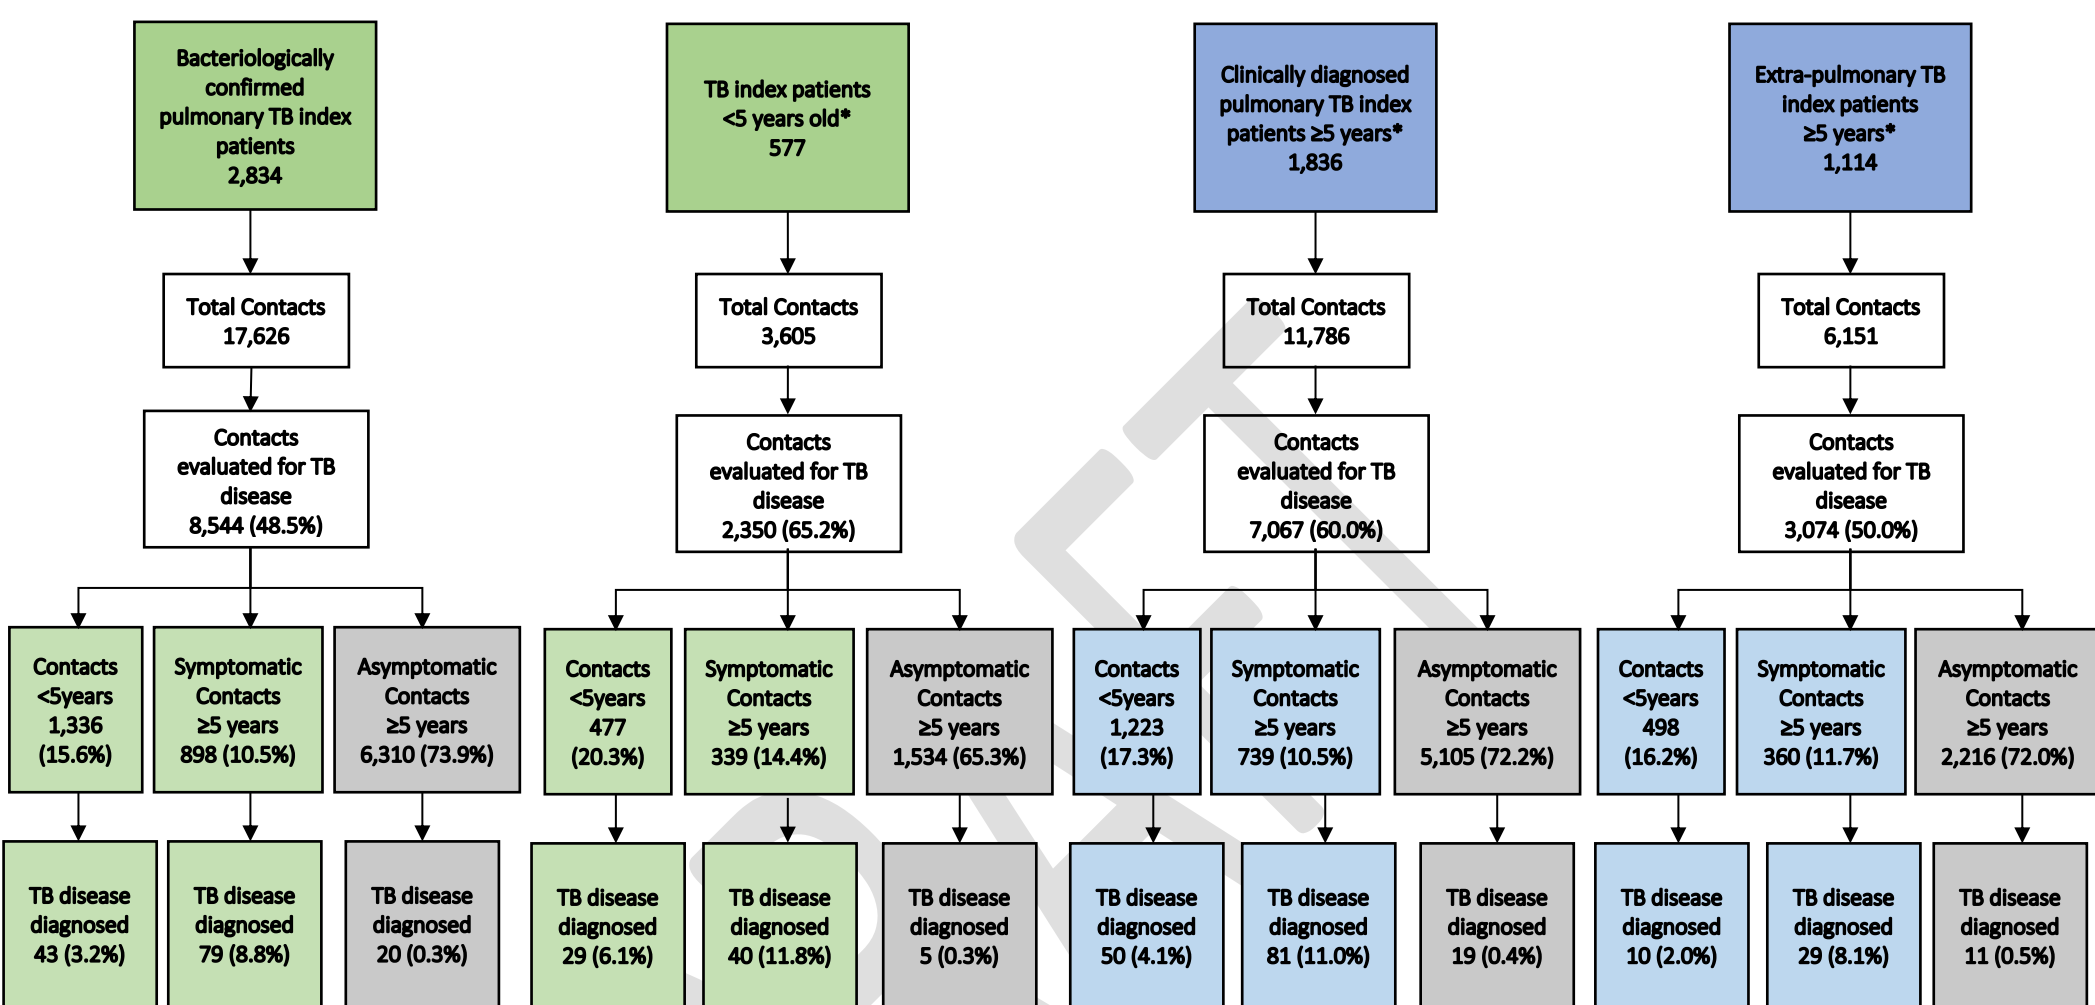 Bacteriologically
confirmed
pulmonary TB index
patients
2,834
TB index patients
<5 years old*
577
Clinically diagnosed
pulmonary TB index
patients ≥5 years*
1,836
Extra-pulmonary TB
index patients
≥5 years*
1,114
Total Contacts
17,626
Total Contacts
3,605
Total Contacts
11,786
Total Contacts
6,151
Contacts
evaluated for TB
disease
8,544 (48.5%)
Contacts
evaluated for TB
disease
2,350 (65.2%)
Contacts
evaluated for TB
disease
7,067 (60.0%)
Contacts
evaluated for TB
disease
3,074 (50.0%)
Contacts
<5years
1,336
(15.6%)
Symptomatic
Contacts
≥5 years
898 (10.5%)
Asymptomatic
Contacts
≥5 years
6,310 (73.9%)
Contacts
<5years
477
(20.3%)
Symptomatic
Contacts
≥5 years
339 (14.4%)
Asymptomatic
Contacts
≥5 years
1,534 (65.3%)
Contacts
<5years
1,223
(17.3%)
Symptomatic
Contacts
≥5 years
739 (10.5%)
Asymptomatic
Contacts
≥5 years
5,105 (72.2%)
Contacts
<5years
498
(16.2%)
Symptomatic
Contacts
≥5 years
360 (11.7%)
Asymptomatic
Contacts
≥5 years
2,216 (72.0%)
TB disease
diagnosed
43 (3.2%)
TB disease
diagnosed
79 (8.8%)
TB disease
diagnosed
20 (0.3%)
TB disease
diagnosed
29 (6.1%)
TB disease
diagnosed
40 (11.8%)
TB disease
diagnosed
5 (0.3%)
TB disease
diagnosed
50 (4.1%)
TB disease
diagnosed
81 (11.0%)
TB disease
diagnosed
19 (0.4%)
TB disease
diagnosed
10 (2.0%)
TB disease
diagnosed
29 (8.1%)
TB disease
diagnosed
11 (0.5%)